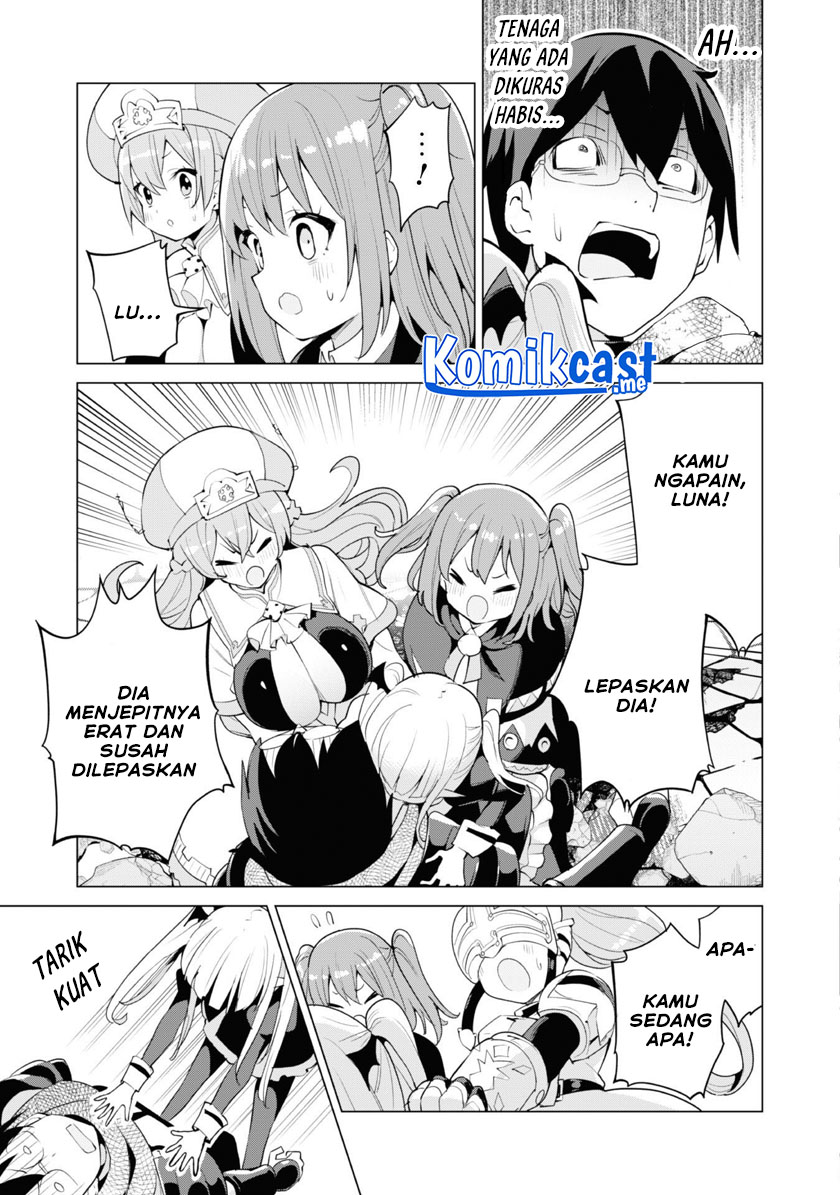 AH...
TENAGA
YANG ADA
DIKURAS
HABIS...
...!
LU...
Komikcast
.me
KAMU
NGAPAIN,
LUNA!
LEPASKAN
DIA!
DIA
MENJEPITNYA
ERAT DAN
SUSAH
DILEPASKAN
APA-
KAMU
SEDANG
APA!
TARIK
KUAT